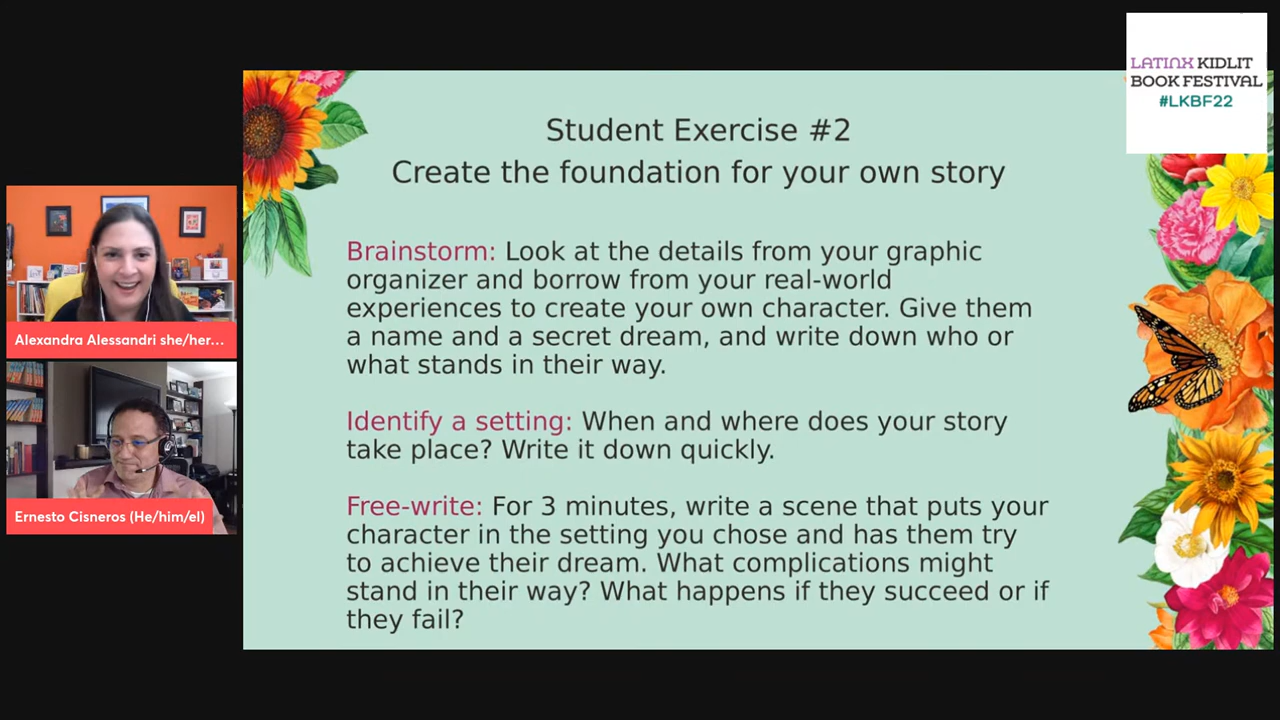 LATINX KIDLIT
BOOK FESTIVAL
#LKBF22
Student Exercise #2
Create the foundation for your own story
Brainstorm: Look at the details from your graphic
organizer and borrow from your real-world
experiences to create your own character. Give them
a name and a secret dream, and write down who or
what stands in their way.
Identify a setting: When and where does your story
take place? Write it down quickly.
Free-write: For 3 minutes, write a scene that puts your
character in the setting you chose and has them try
to achieve their dream. What complications might
stand in their way? What happens if they succeed or if
they fail?
Alexandra Alessandri she/her...
Ernesto Cisneros (He/him/el)